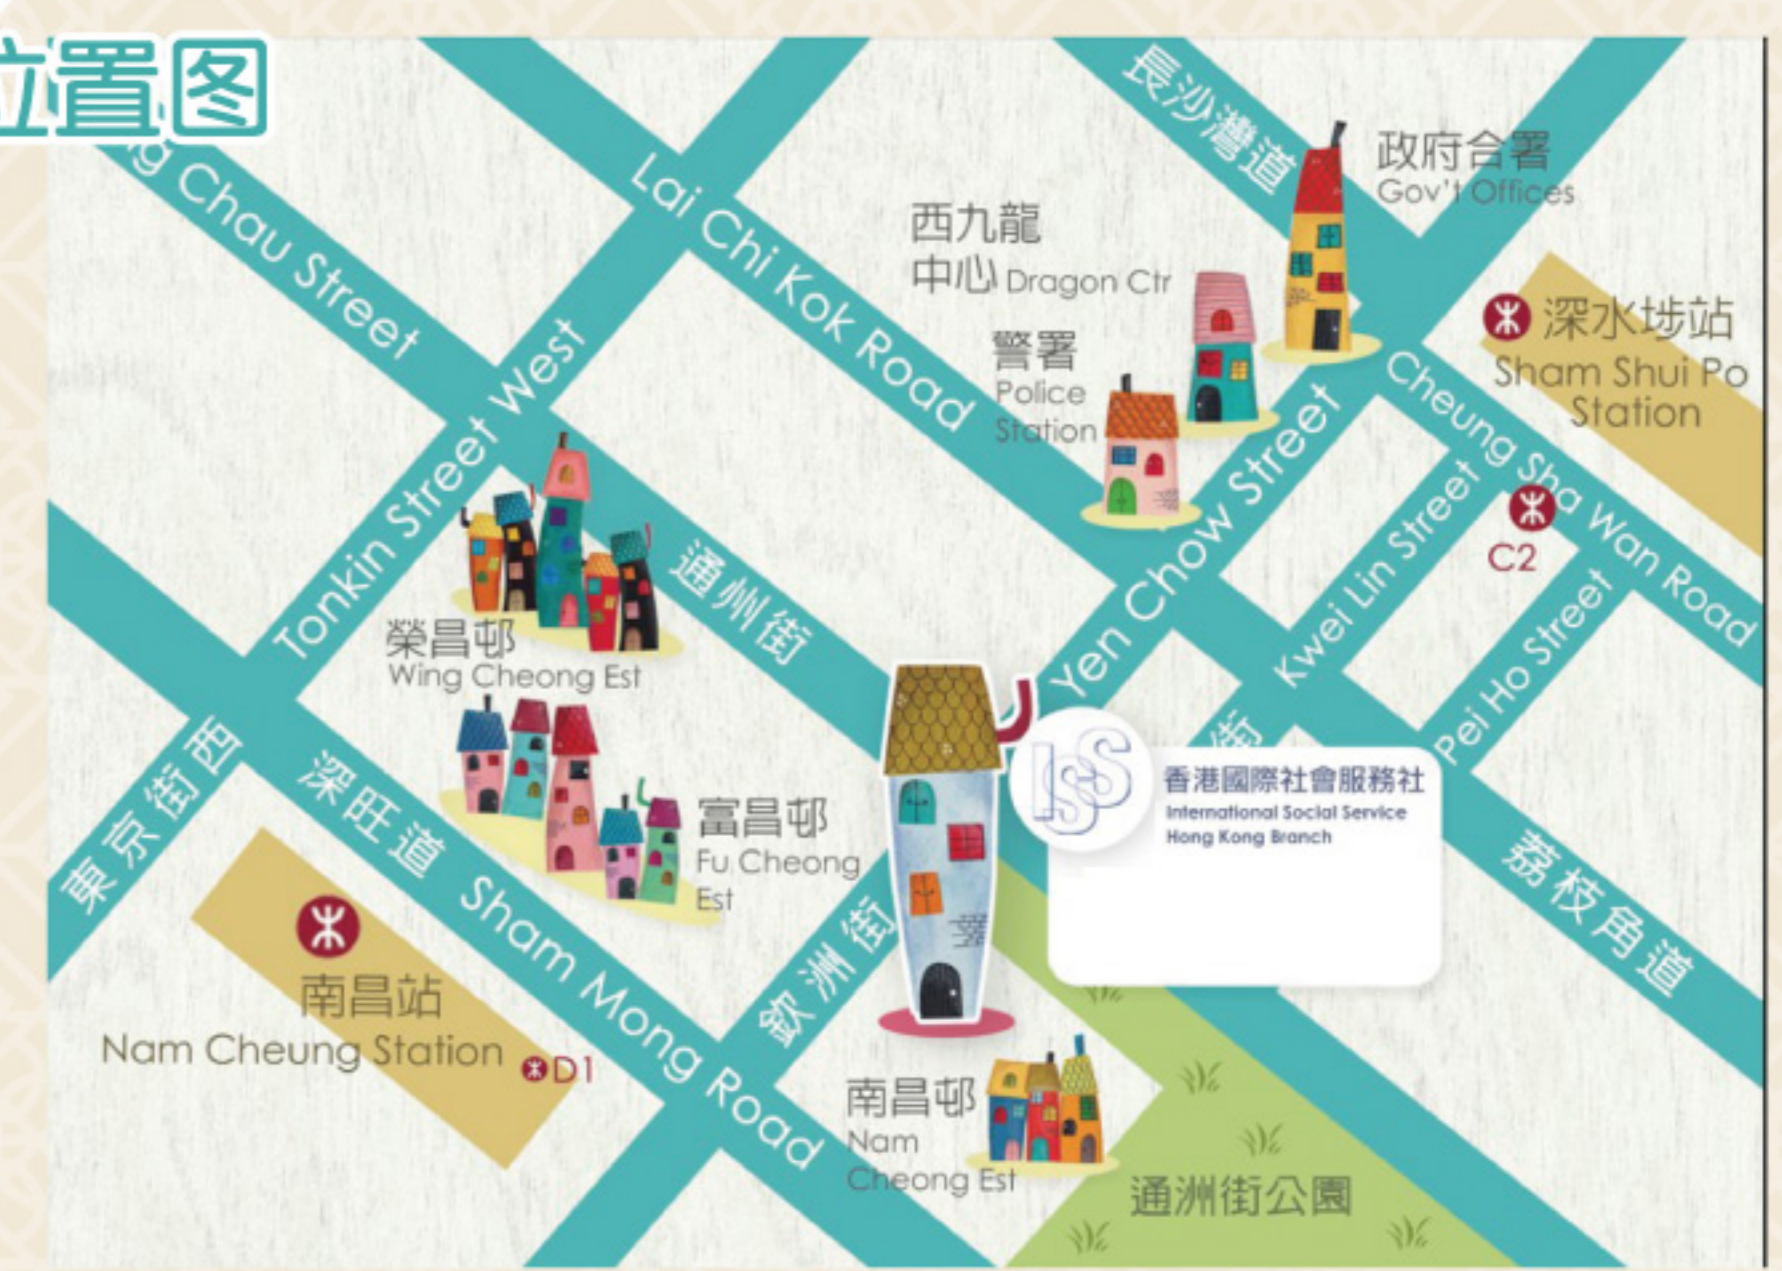 位置图
ng Chau Street
Lai Chi Kok Road
長沙灣道
政府合署
Gov't Offices
西九龍
中心 Dragon Ctr
深水埗站
Sham Shui Po
Station
警署
Police
Station
Tonkin Street West
Cheung Sha Wan Road
C2
Yen Chow Street
Kwei Lin Street
Pei Ho Street
通州街
榮昌邨
Wing Cheong Est
街
ISS
香港國際社會服務社
International Social Service
Hong Kong Branch
東京街西
深旺道 Sham Mong Road
富昌邨
Fu Cheong
Est
荔枝角道
欽洲街
南昌站
Nam Cheung Station
D1
南昌邨
Nam
Cheong Est
通洲街公園